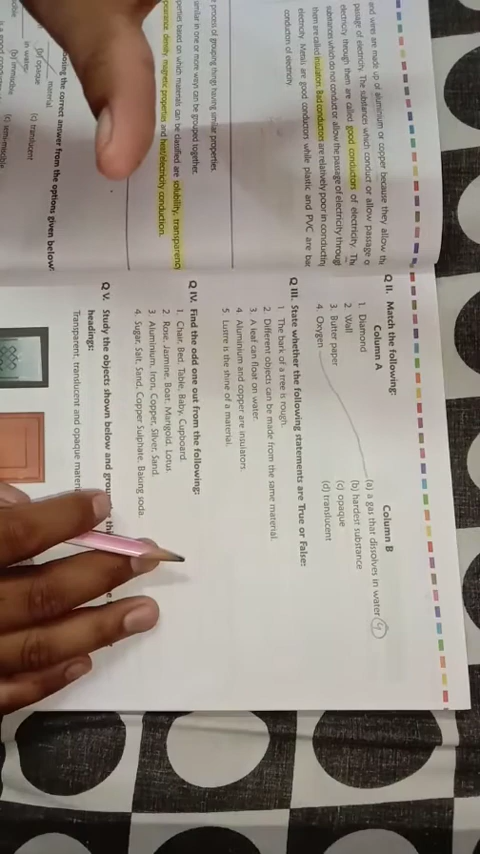 and wires are made up of aluminium or copper because they allow
passage of electricity. The substances which conduct or allow passage
electricity through them are called good conductors of electricity.
substances which do not conduct or allow the passage of electricity
them are called insulators. Bad conductors are relatively poor in conducting
electricity. Metals are good conductors while plastic and PVC are
conductors of electricity.
process of grouping things having similar properties.
similar in one or more ways can be grouped together.
based on which materials can be classified are solubility, transparency
density, magnetic properties and heat/electricity conduction.
the correct answer from the options given below
material.
(b) opaque
(c) translucent
in water.
(b) immiscible
(c) semi-miscible
Q II. Match the following:
Column A Column B
1. Diamond (a) a gas that dissolves in water 4
2. Wall (b) hardest substance
3. Butter paper (c) opaque
4. Oxygen (d) translucent
Q III. State whether the following statements are True or False:
1. The bark of a tree is rough.
2. Different objects can be made from the same material.
3. A leaf can float on water.
4. Aluminium and copper are insulators.
5. Lustre is the shine of a material.
Q IV. Find the odd one out from the following:
1. Chair, Bed, Table, Baby, Cupboard
2. Rose, Jasmine, Boat, Marigold, Lotus
3. Aluminium, Iron, Copper, Silver, Sand
4. Sugar, Salt, Sand, Copper Sulphate, Baking soda.
Q V. Study the objects shown below and
headings:
Transparent, translucent and opaque